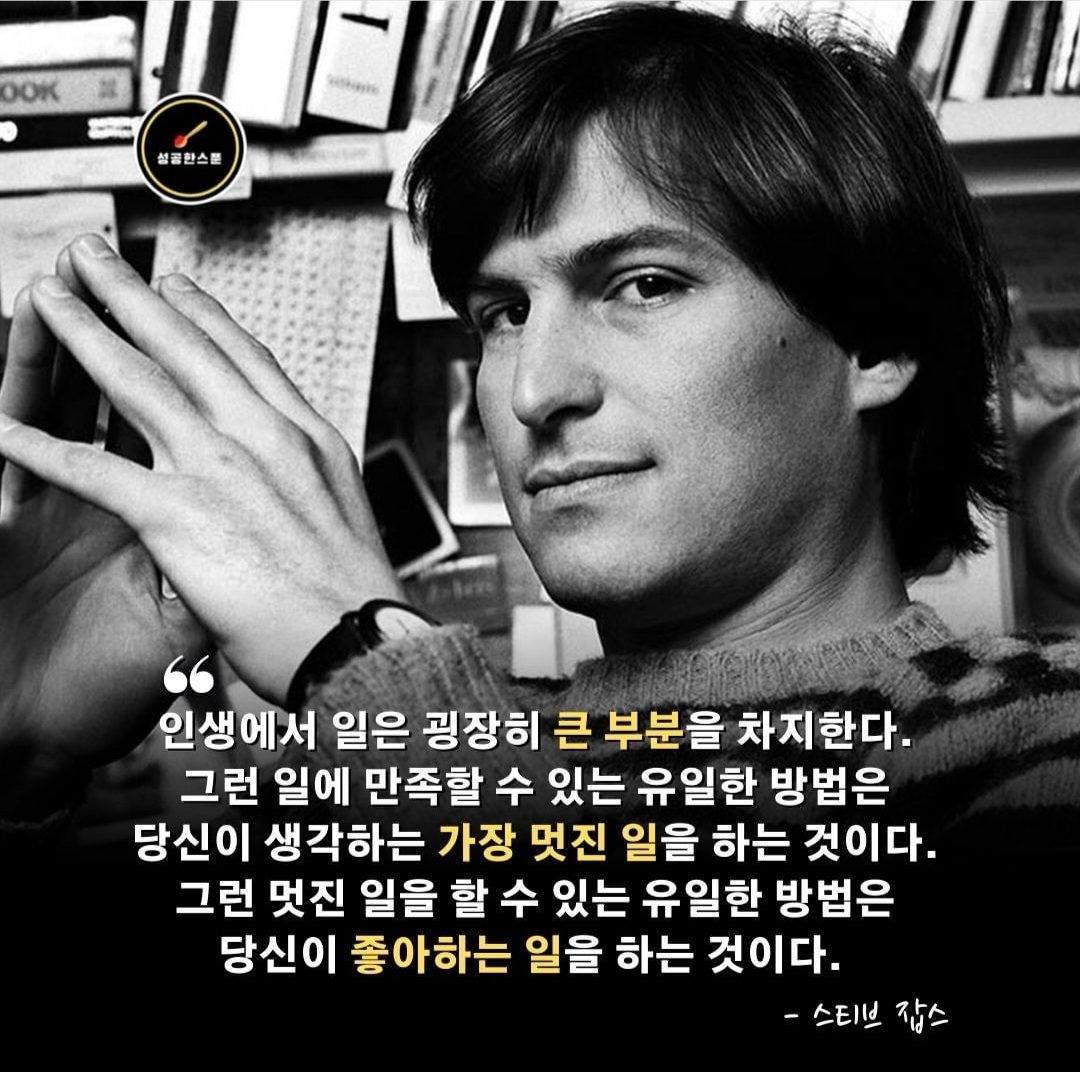 OOK
성공한스푼
인생에서 일은 굉장히 큰 부분을 차지한다.
그런 일에 만족할 수 있는 유일한 방법은
당신이 생각하는 가장 멋진 일을 하는 것이다.
그런 멋진 일을 할 수 있는 유일한 방법은
당신이 좋아하는 일을 하는 것이다.
- 스티브 잡스